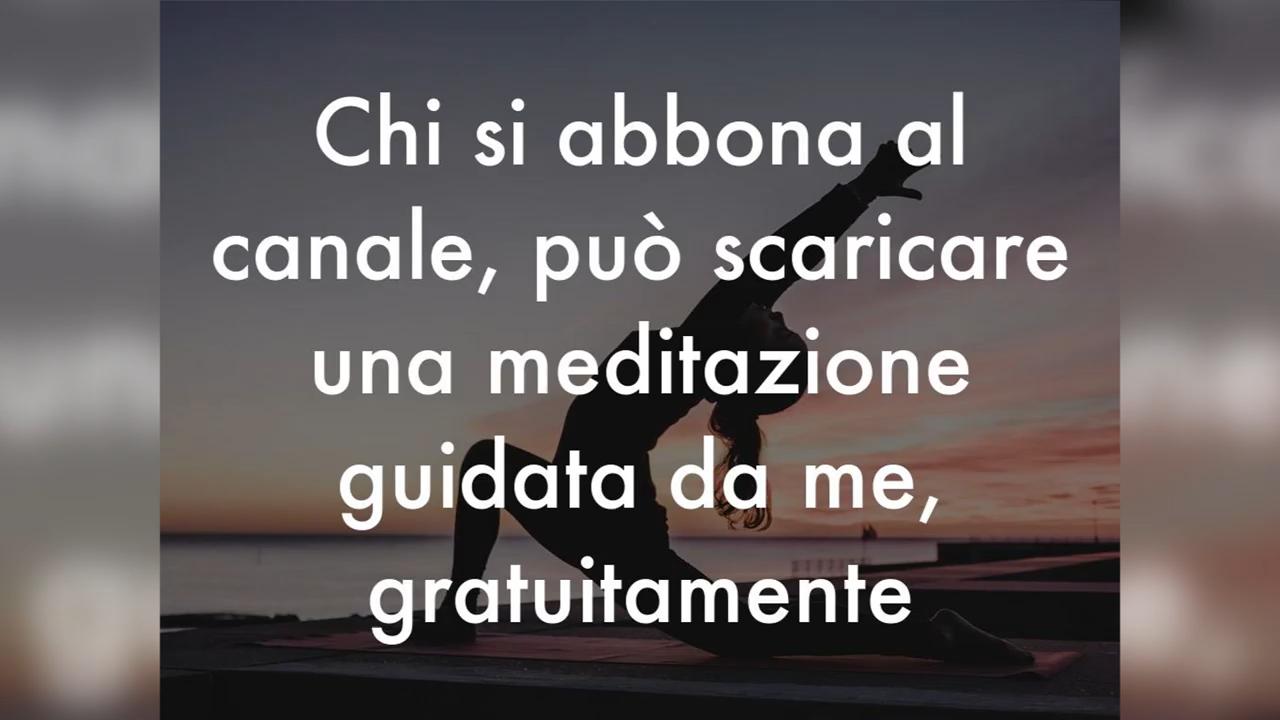 Chi si abbona al
canale, può scaricare
una meditazione
guidata da me,
gratuitamente